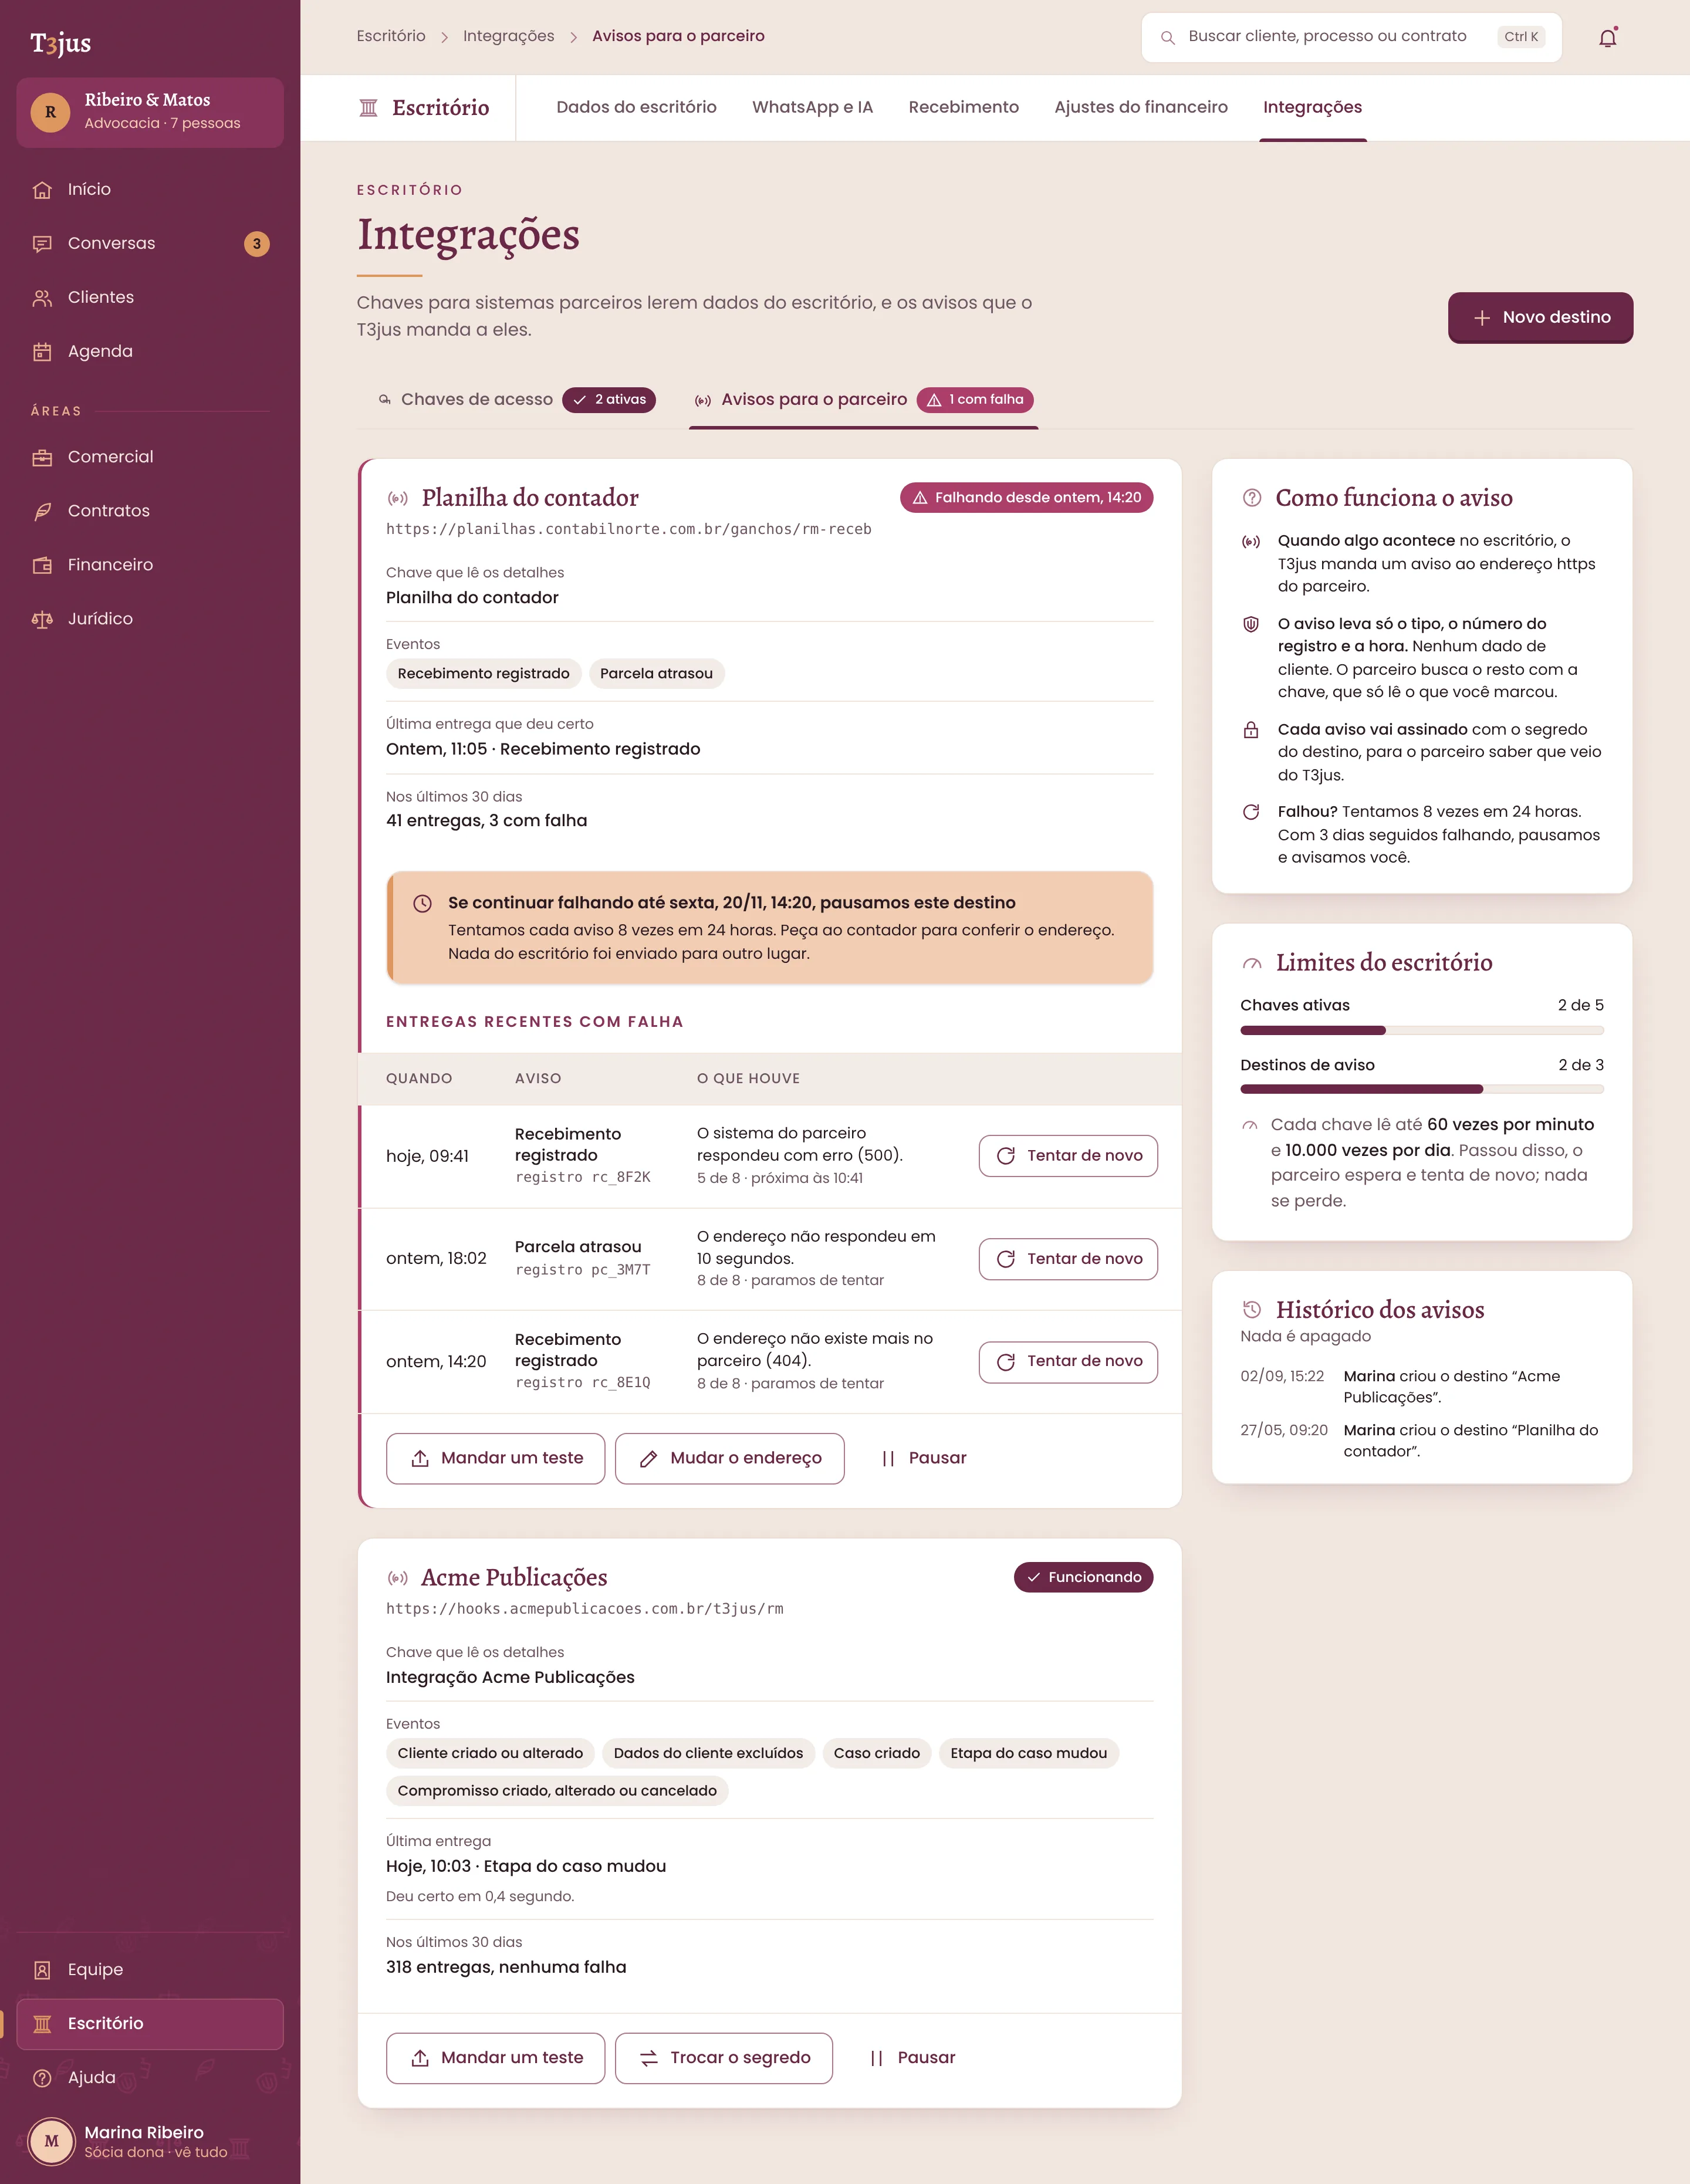 T3jus
R
Ribeiro & Matos
Advocacia · 7 pessoas
Início
Conversas
3
Clientes
Agenda
ÁREAS
Comercial
Contratos
Financeiro
Jurídico
Equipe
Escritório
Ajuda
M
Marina Ribeiro
Sócia dona · vê tudo
Escritório
Integrações
Avisos para o parceiro
Buscar cliente, processo ou contrato
Ctrl K
Escritório
Dados do escritório
WhatsApp e IA
Recebimento
Ajustes do financeiro
Integrações
ESCRITÓRIO
Integrações
Chaves para sistemas parceiros lerem dados do escritório, e os avisos que o
T3jus manda a eles.
Novo destino
Chaves de acesso
2 ativas
Avisos para o parceiro
1 com falha
Planilha do contador
Falhando desde ontem, 14:20
https://planilhas.contabilnorte.com.br/ganchos/rm-receb
Chave que lê os detalhes
Planilha do contador
Eventos
Recebimento registrado
Parcela atrasou
Última entrega que deu certo
Ontem, 11:05 · Recebimento registrado
Nos últimos 30 dias
41 entregas, 3 com falha
Se continuar falhando até sexta, 20/11, 14:20, pausamos este destino
Tentamos cada aviso 8 vezes em 24 horas. Peça ao contador para conferir o endereço.
Nada do escritório foi enviado para outro lugar.
ENTREGAS RECENTES COM FALHA
QUANDO
AVISO
O QUE HOUVE
hoje, 09:41
Recebimento
registrado
registro rc_8F2K
O sistema do parceiro
respondeu com erro (500).
5 de 8 · próxima às 10:41
Tentar de novo
ontem, 18:02
Parcela atrasou
registro pc_3M7T
O endereço não respondeu em
10 segundos.
8 de 8 · paramos de tentar
Tentar de novo
ontem, 14:20
Recebimento
registrado
registro rc_8E1Q
O endereço não existe mais no
parceiro (404).
8 de 8 · paramos de tentar
Tentar de novo
Mandar um teste
Mudar o endereço
Pausar
Acme Publicações
Funcionando
https://hooks.acmepublicacoes.com.br/t3jus/rm
Chave que lê os detalhes
Integração Acme Publicações
Eventos
Cliente criado ou alterado
Dados do cliente excluídos
Caso criado
Etapa do caso mudou
Compromisso criado, alterado ou cancelado
Última entrega
Hoje, 10:03 · Etapa do caso mudou
Deu certo em 0,4 segundo.
Nos últimos 30 dias
318 entregas, nenhuma falha
Mandar um teste
Trocar o segredo
Pausar
Como funciona o aviso
Quando algo acontece no escritório, o
T3jus manda um aviso ao endereço https
do parceiro.
O aviso leva só o tipo, o número do
registro e a hora. Nenhum dado de
cliente. O parceiro busca o resto com a
chave, que só lê o que você marcou.
Cada aviso vai assinado com o segredo
do destino, para o parceiro saber que veio
do T3jus.
Falhou? Tentamos 8 vezes em 24 horas.
Com 3 dias seguidos falhando, pausamos
e avisamos você.
Limites do escritório
Chaves ativas
2 de 5
Destinos de aviso
2 de 3
Cada chave lê até 60 vezes por minuto
e 10.000 vezes por dia. Passou disso, o
parceiro espera e tenta de novo; nada
se perde.
Histórico dos avisos
Nada é apagado
02/09, 15:22
Marina criou o destino “Acme
Publicações”.
27/05, 09:20
Marina criou o destino “Planilha do
contador”.